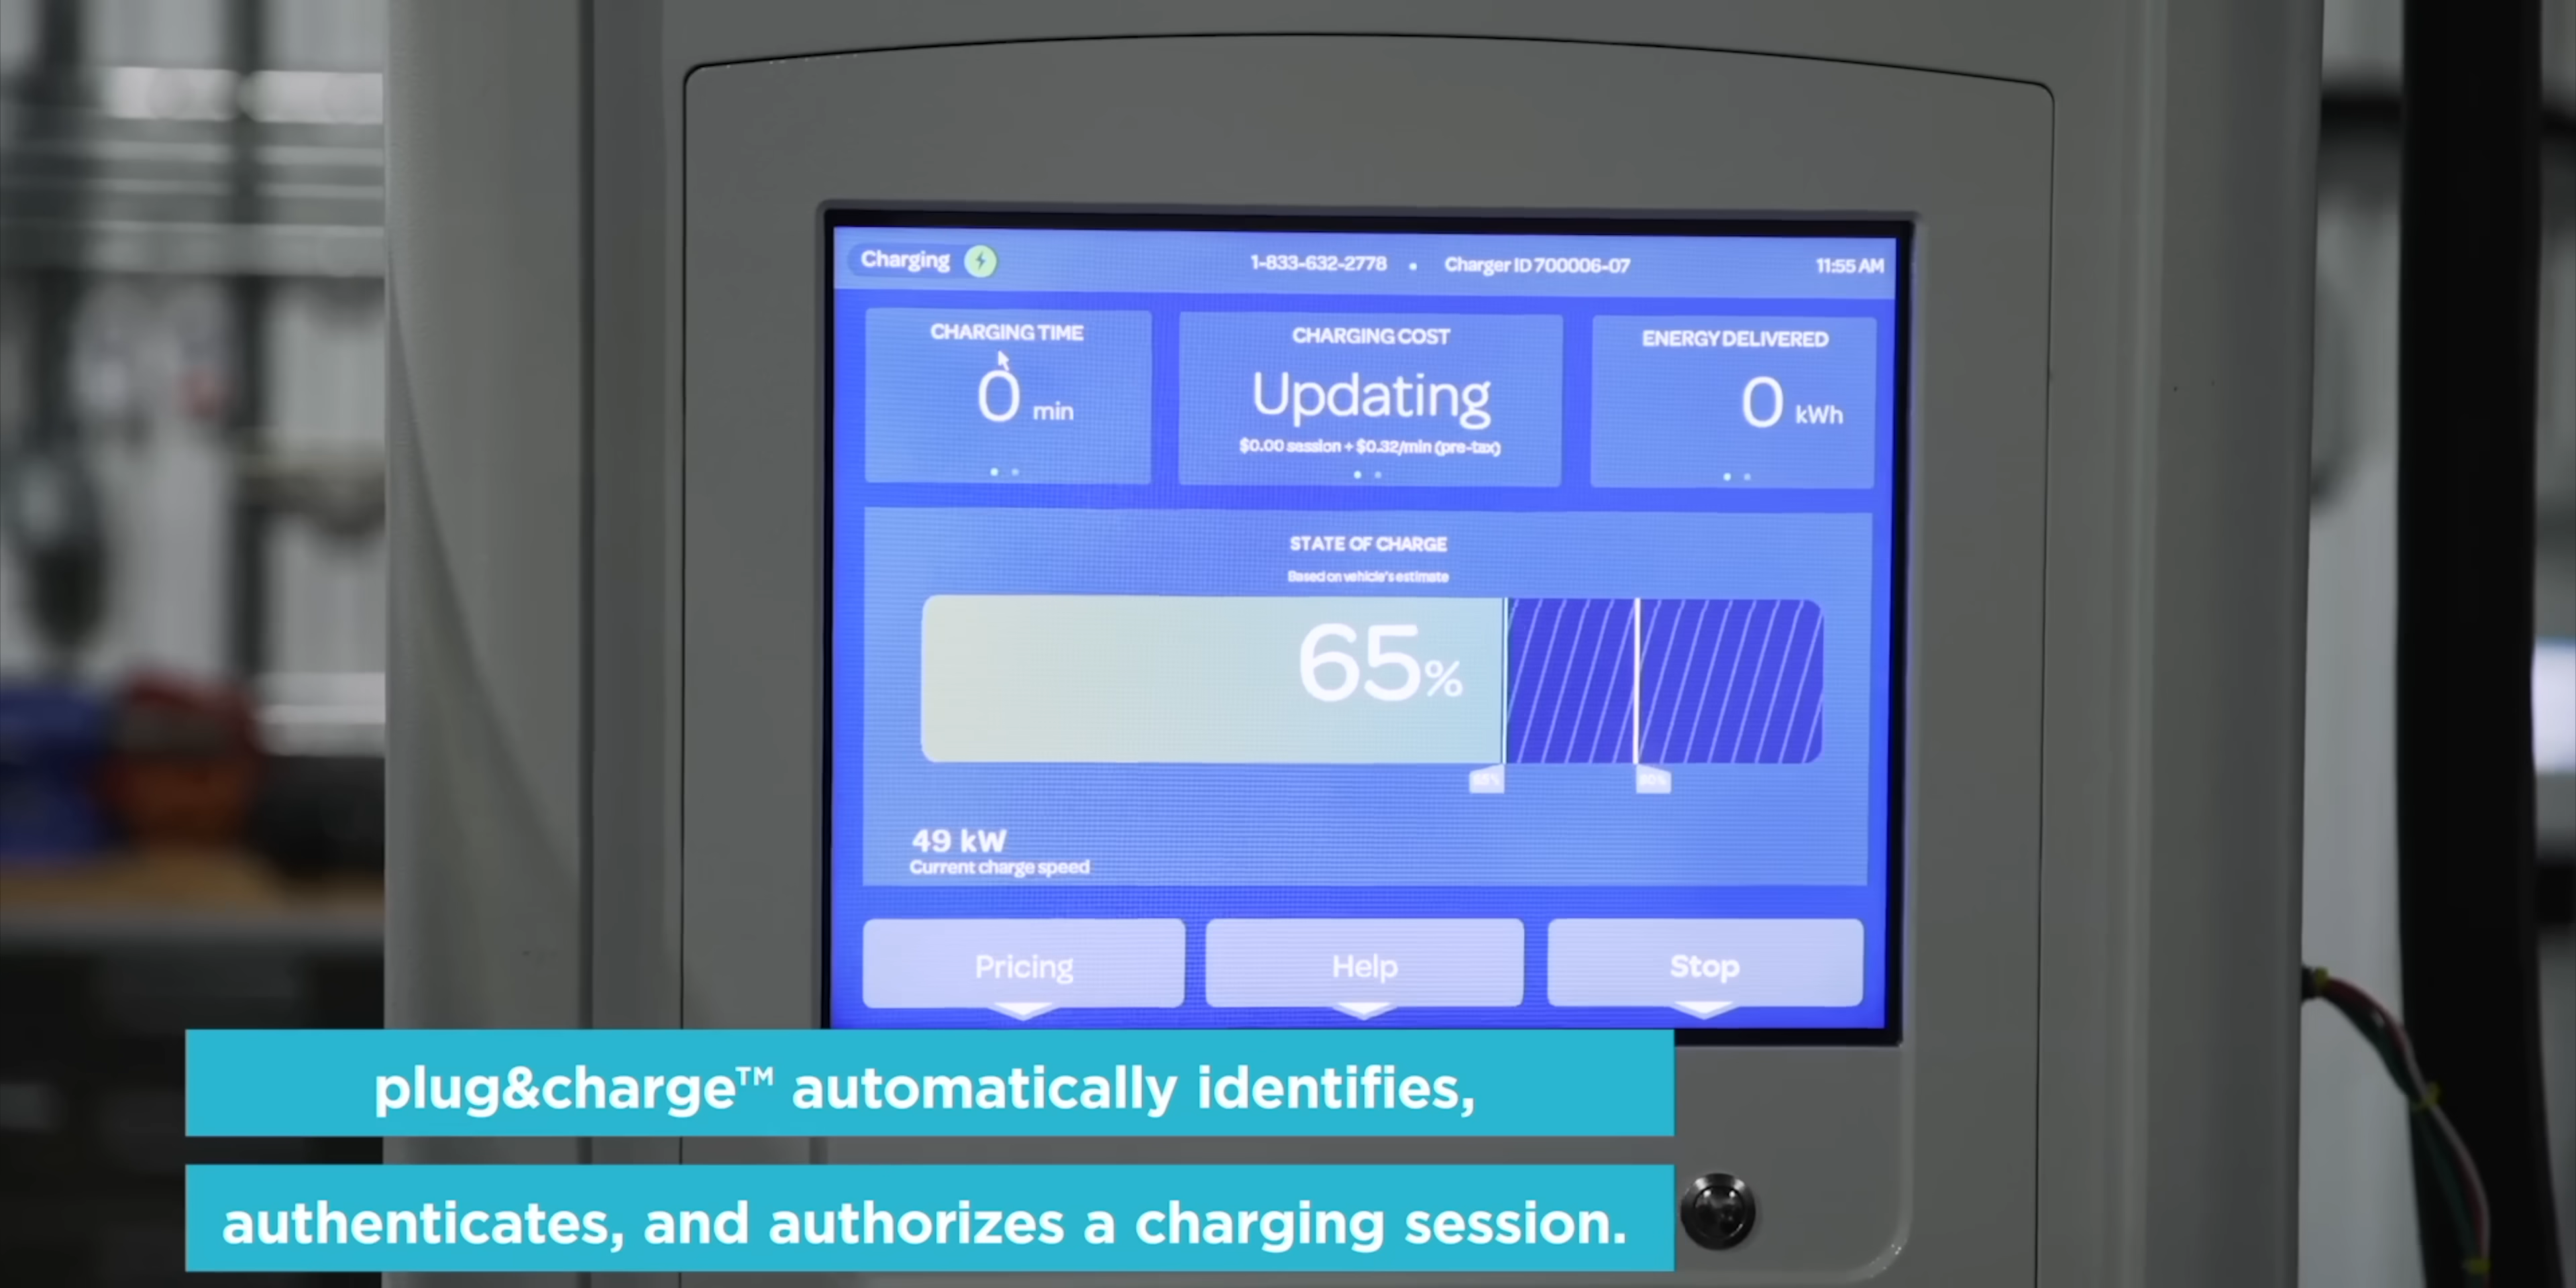 Charging
1-833-632-2778 • Charger ID 700006-07
11:55 AM
CHARGING TIME
0 min
CHARGING COST
Updating
$0.00 session + $0.32/min (pre-tax)
ENERGY DELIVERED
0 kWh
STATE OF CHARGE
Based on vehicle's estimate
65%
65%
80%
49 kW
Current charge speed
Pricing
Help
Stop
plug&charge™ automatically identifies,
authenticates, and authorizes a charging session.